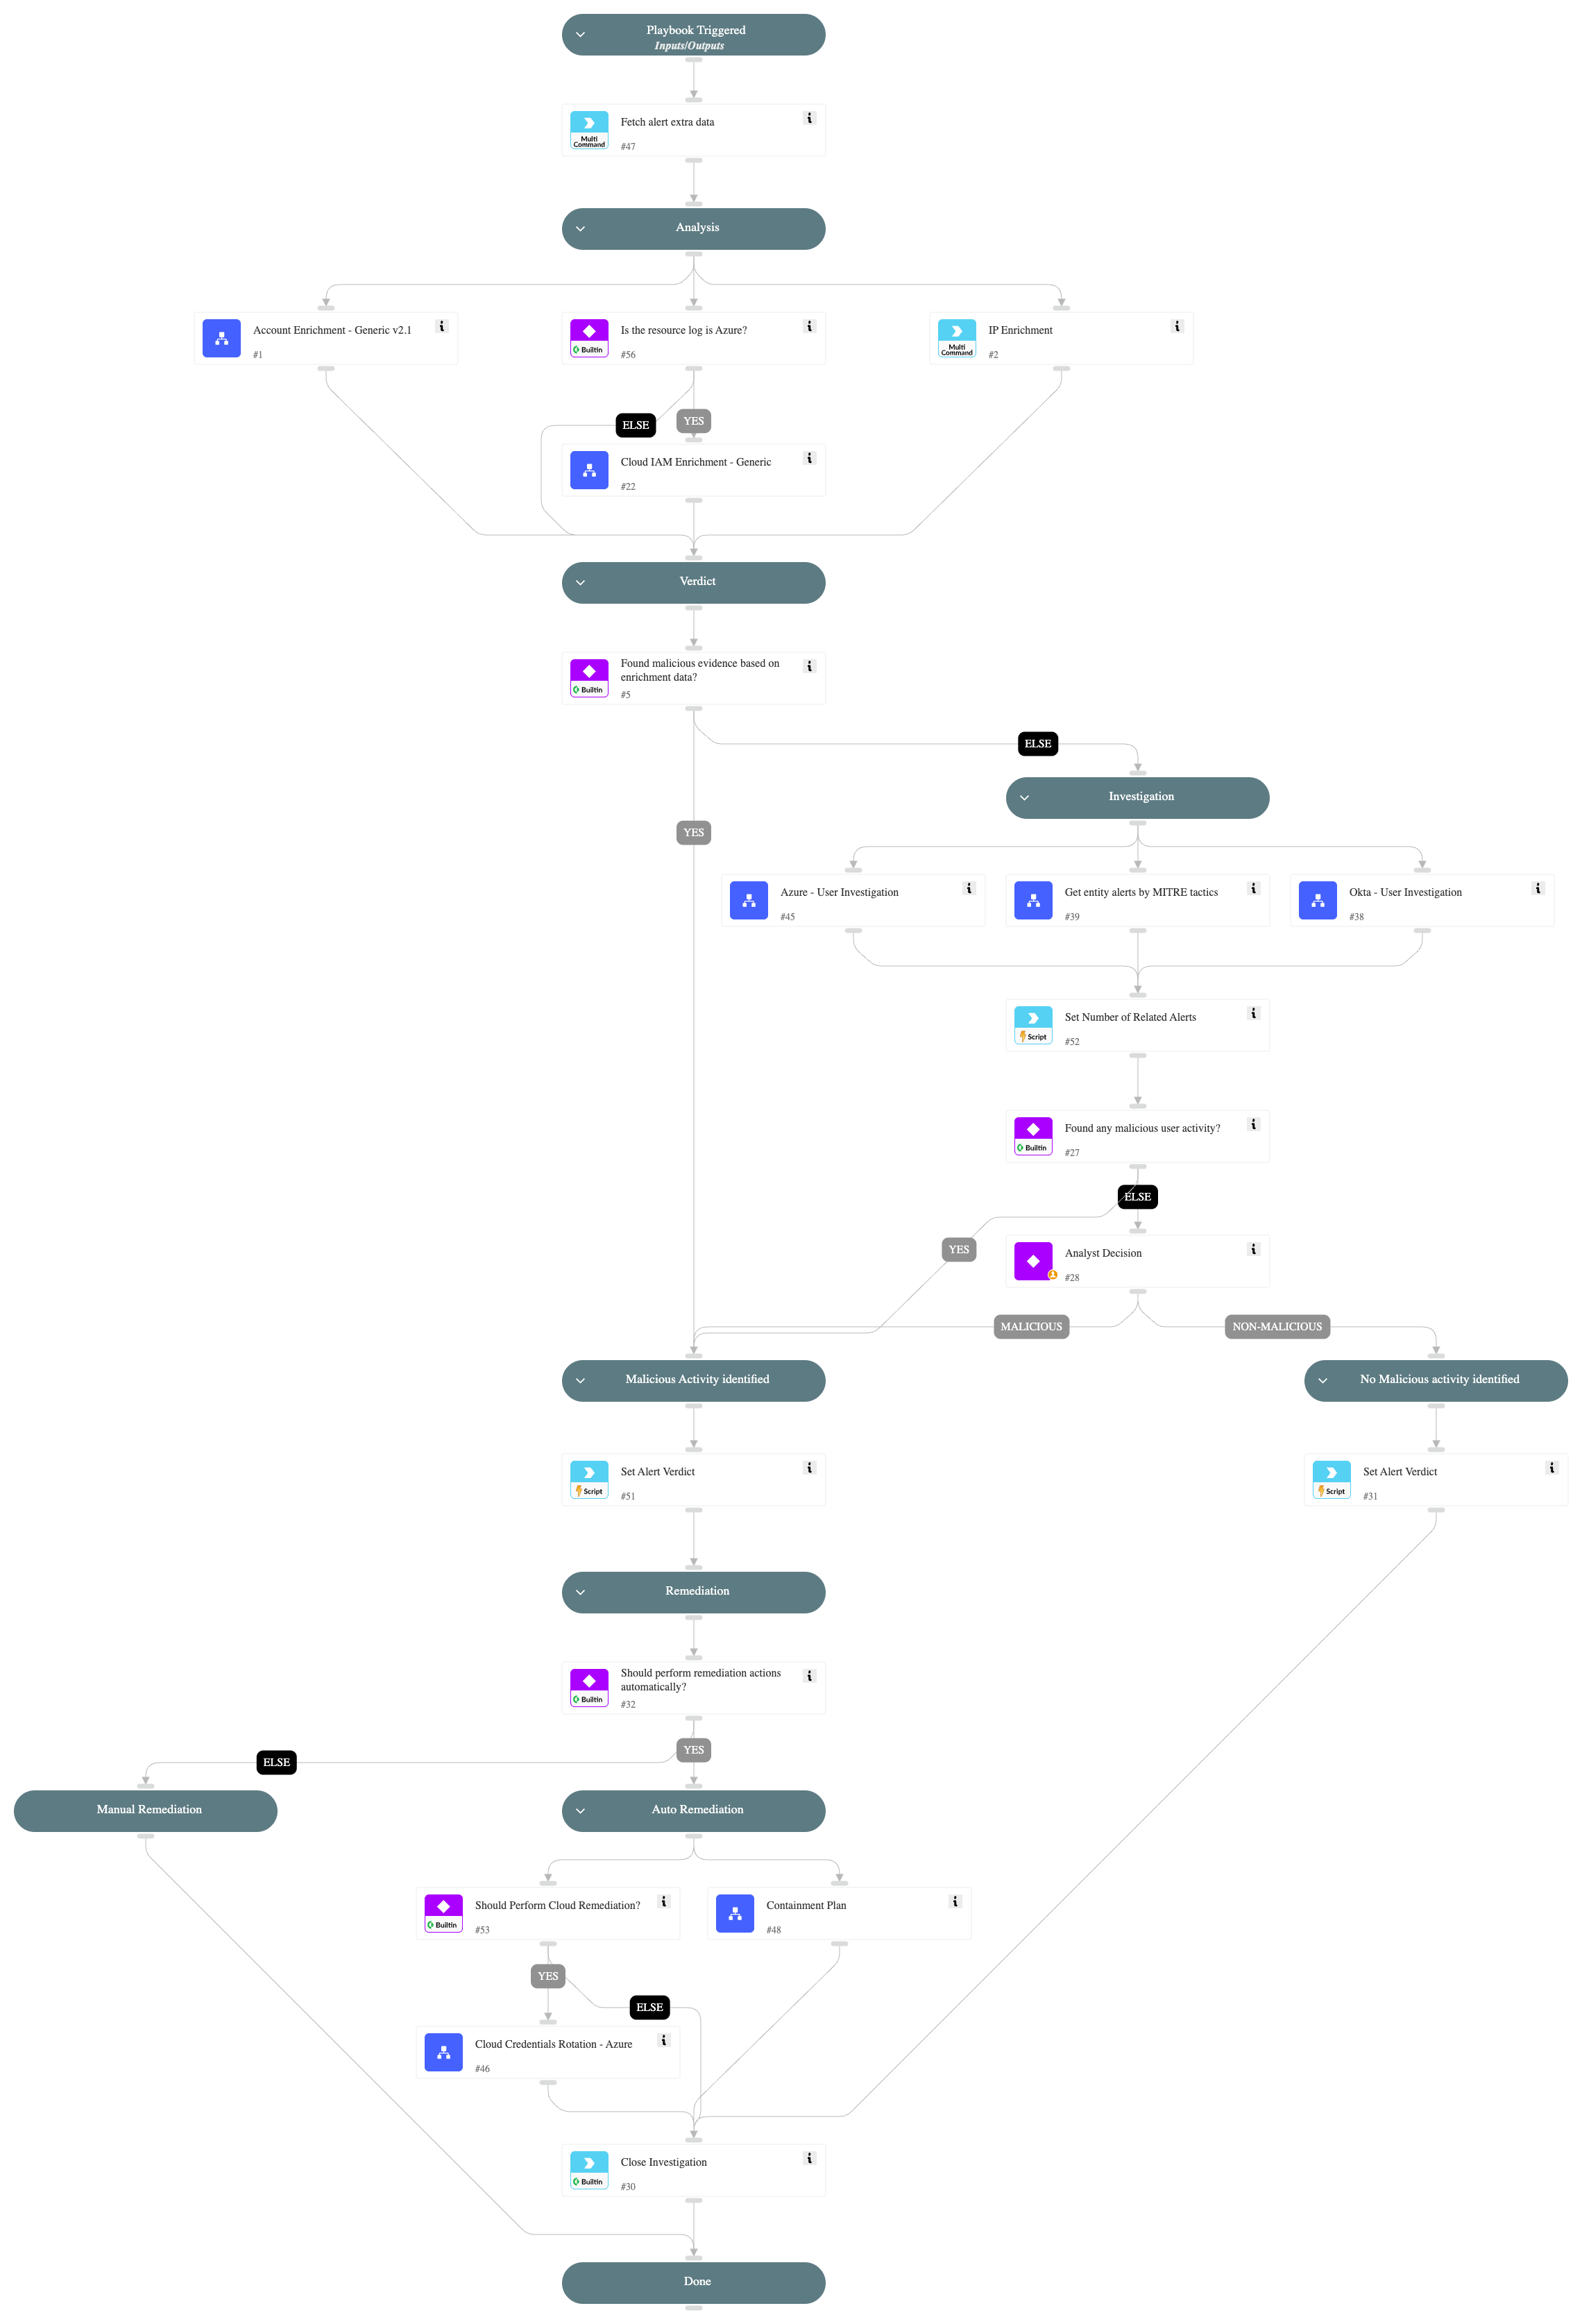 Playbook Triggered
Inputs/Outputs
Fetch alert extra data
Multi
Command
#47
Analysis
Account Enrichment - Generic v2.1
#1
Is the resource log is Azure?
Builtin
#56
IP Enrichment
Multi
Command
#2
ELSE
YES
Cloud IAM Enrichment - Generic
#22
Verdict
Found malicious evidence based on
enrichment data?
Builtin
#5
ELSE
Investigation
YES
Azure - User Investigation
#45
Get entity alerts by MITRE tactics
#39
Okta - User Investigation
#38
Set Number of Related Alerts
Script
#52
Found any malicious user activity?
Builtin
#27
ELSE
YES
Analyst Decision
#28
MALICIOUS
NON-MALICIOUS
Malicious Activity identified
No Malicious activity identified
Set Alert Verdict
Script
#51
Set Alert Verdict
Script
#31
Remediation
Should perform remediation actions
automatically?
Builtin
#32
YES
ELSE
Manual Remediation
Auto Remediation
Should Perform Cloud Remediation?
Builtin
#53
Containment Plan
#48
YES
ELSE
Cloud Credentials Rotation - Azure
#46
Close Investigation
Builtin
#30
Done